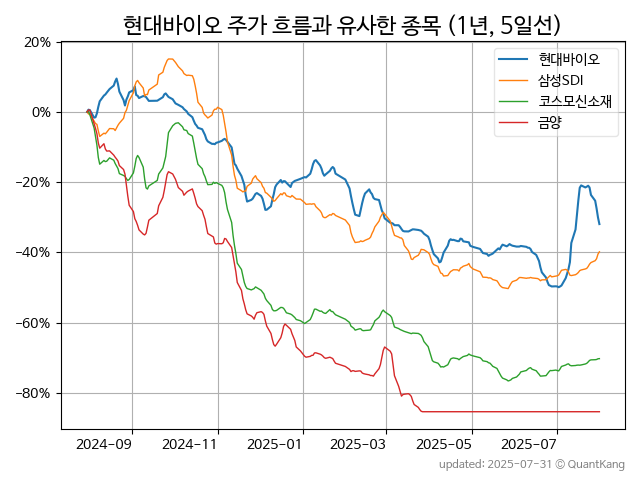 현대바이오 주가 흐름과 유사한 종목 (1년, 5일선)
현대바이오
삼성SDI
코스모신소재
금양
20%
0%
−20%
−40%
−60%
−80%
2024-09 2024-11 2025-01 2025-03 2025-05 2025-07
updated: 2025-07-31 © QuantKang